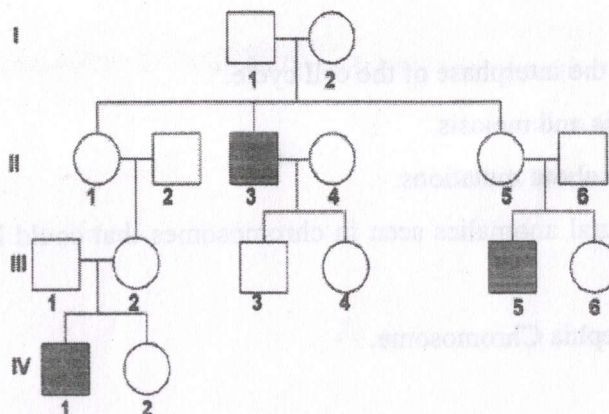 I
1 2
the interphase of the cell cycle.
and meiosis.
II
1 2 3 4 5 6
mutations.
anomalies seen in chromosomes that could
III
1 2 3 4 5 6
Chromosome.
IV
1 2